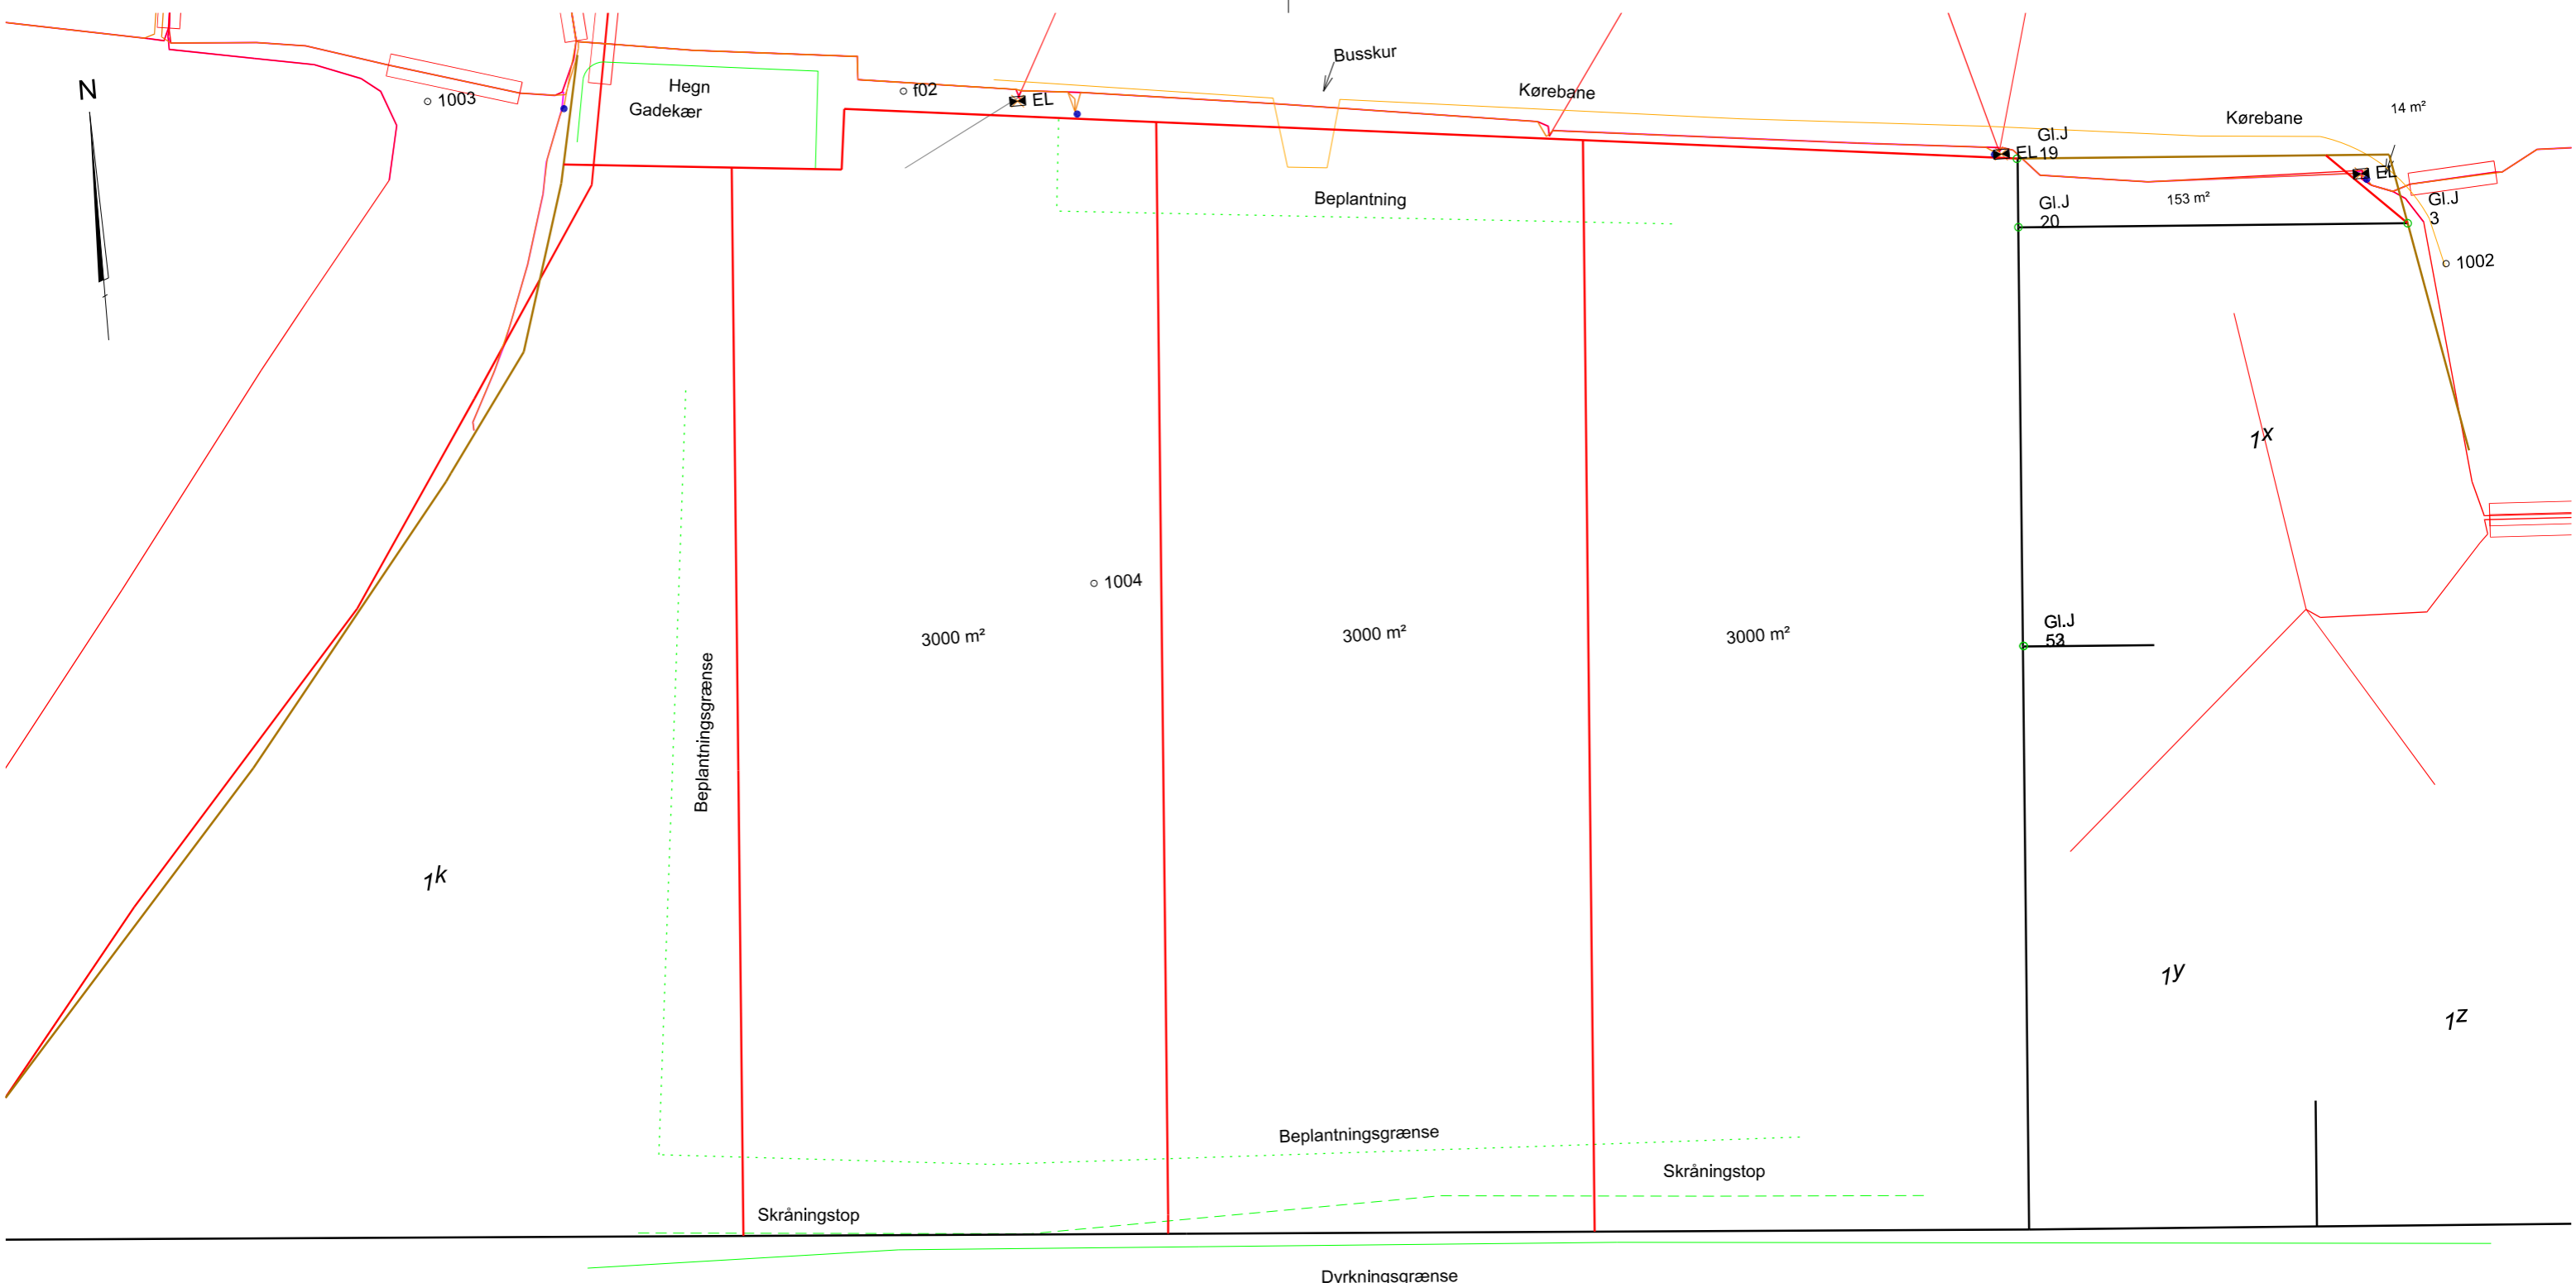 N
1003
Hegn
Gadekær
f02
EL
Busskur
Kørebane
Kørebane
14 m²
Gl.J
19
EL
EL
Gl.J
20
153 m²
Gl.J
3
1002
Beplantning
1x
1004
3000 m²
3000 m²
3000 m²
Gl.J
Beplantningsgrænse
1k
1y
1z
Beplantningsgrænse
Skråningstop
Skråningstop
Dyrkningsgrænse